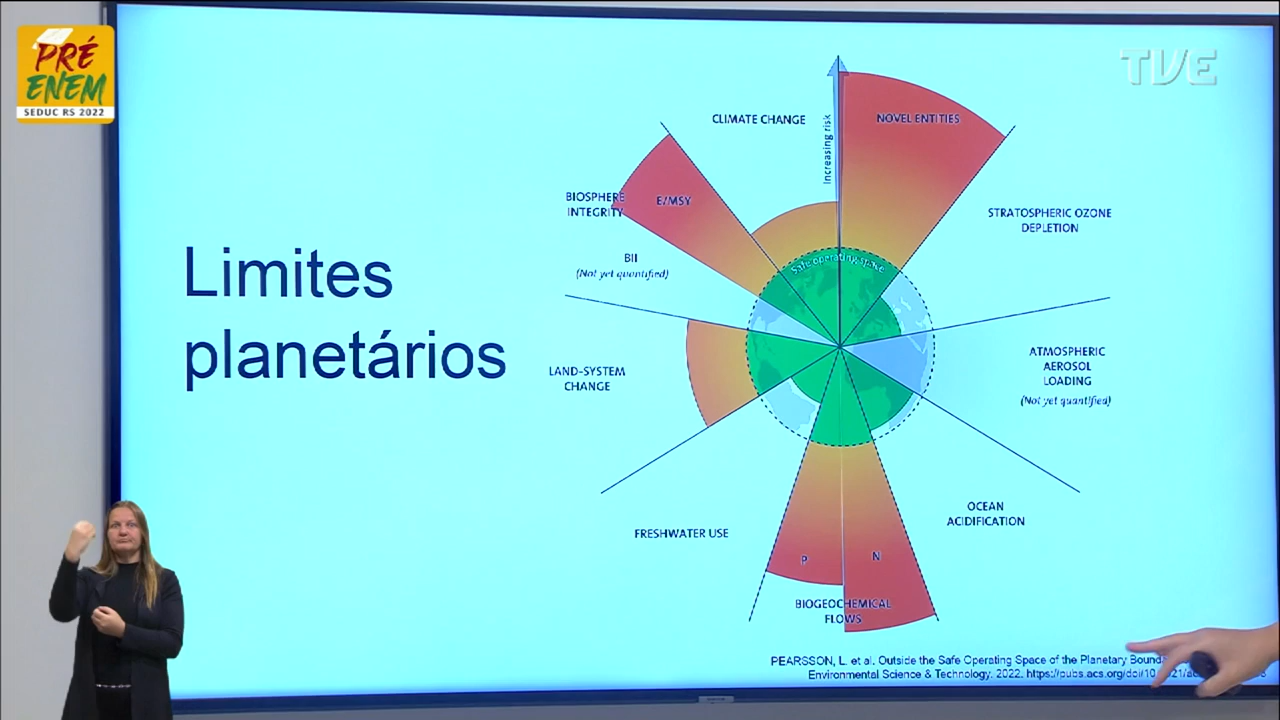 PRÉ
ENEM
SEDUC RS 2022
TVE
Limites
planetários
CLIMATE CHANGE
Increasing risk
NOVEL ENTITIES
BIOSPHERE
INTEGRITY
E/MSY
STRATOSPHERIC OZONE
DEPLETION
BII
(Not yet quantified)
Safe operating space
LAND-SYSTEM
CHANGE
ATMOSPHERIC
AEROSOL
LOADING
(Not yet quantified)
FRESHWATER USE
OCEAN
ACIDIFICATION
P
N
BIOGEOCHEMICAL
FLOWS
PEARSSON, L. et al. Outside the Safe Operating Space of the Planetary
Environmental Science & Technology. 2022. https://pubs.acs.org/doi/10